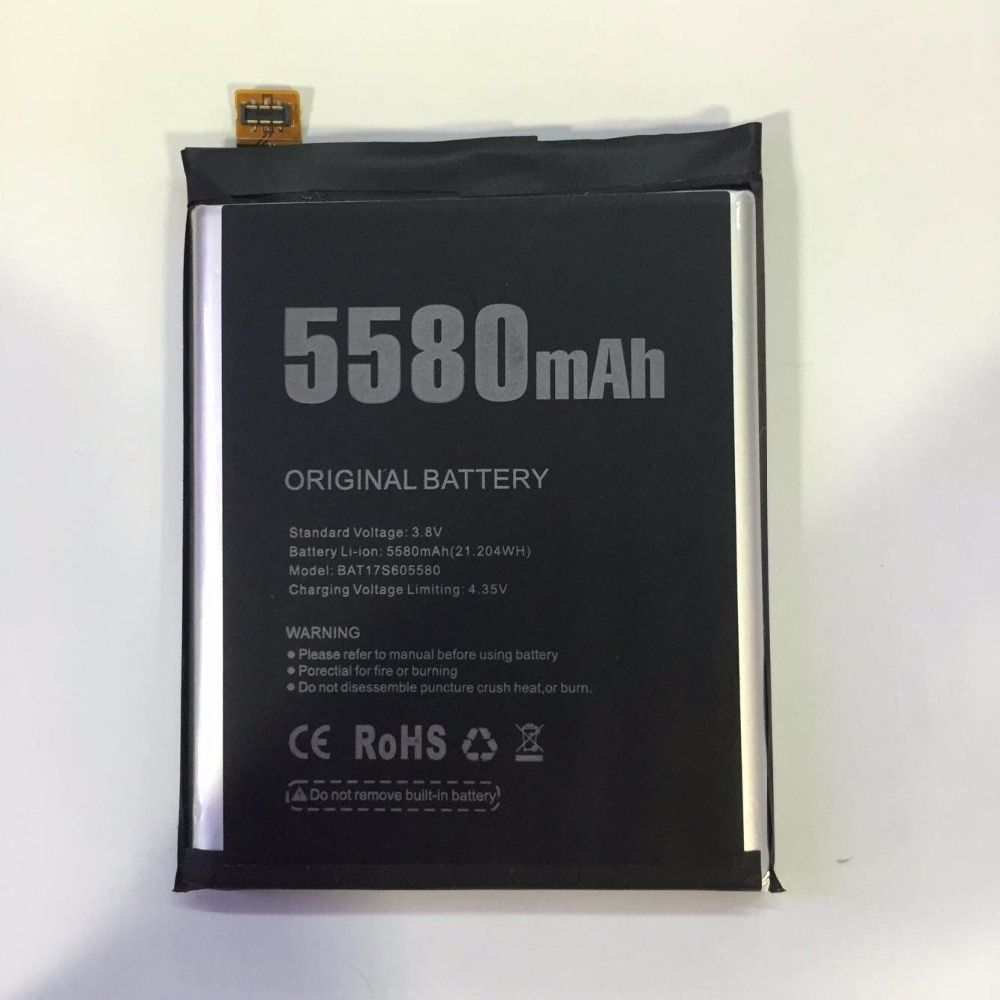 5580mAh
ORIGINAL BATTERY
Standard Voltage: 3.8V
Battery Li-ion: 5580mAh(21.204WH)
Model: BAT17S605580
Charging Voltage Limiting: 4.35V
WARNING
● Please refer to manual before using battery
● Porectial for fire or burning
● Do not disessemble puncture crush heat,or burn.
CE RoHS
Do not remove built-in battery